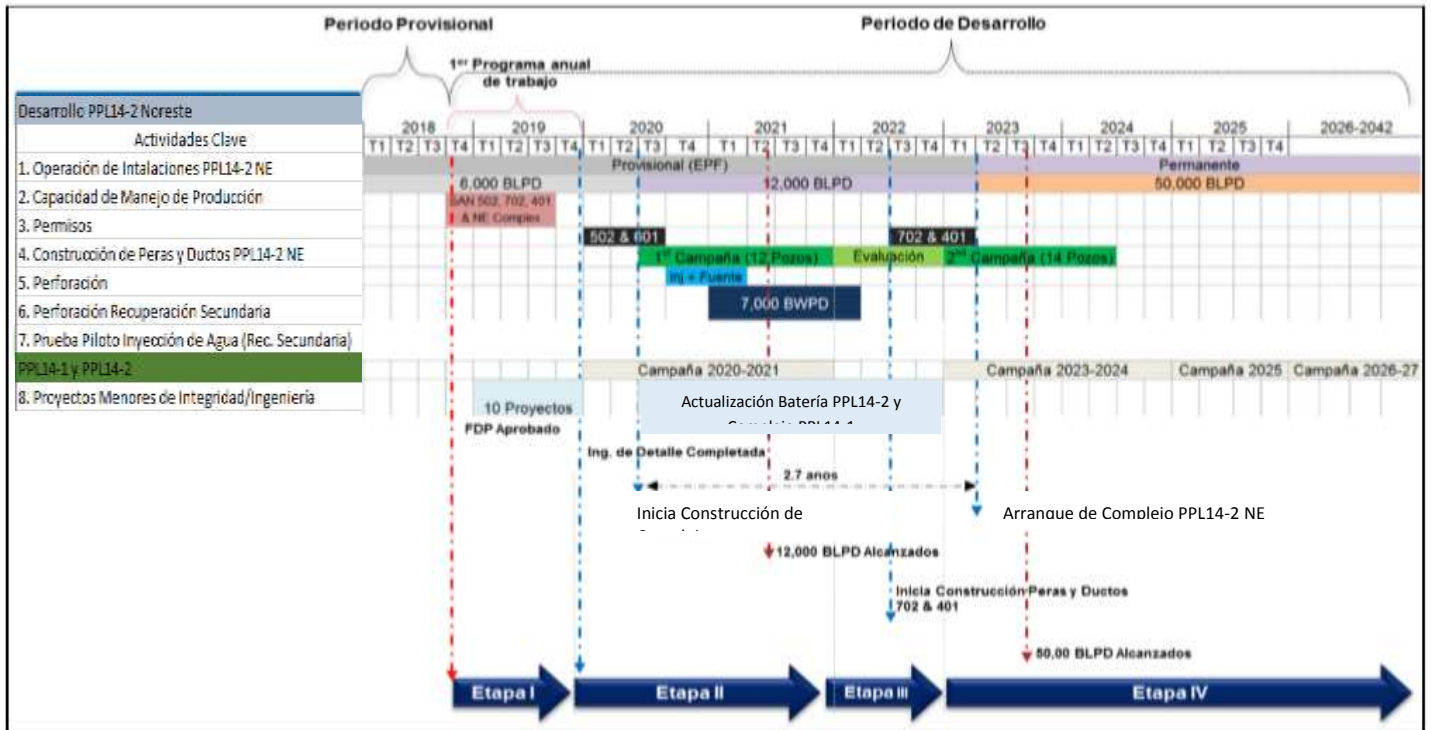 Periodo Provisional
Periodo de Desarrollo
1er Programa anual
de trabajo
Desarrollo PPL14-2 Noreste
Actividades Clave
2018 2019 2020 2021 2022 2023 2024 2025 2026-2042
T1 T2 T3 T4 T1 T2 T3 T4 T1 T2 T3 T4 T1 T2 T3 T4 T1 T2 T3 T4 T1 T2 T3 T4 T1 T2 T3 T4 T1 T2 T3 T4
1. Operación de Intalaciones PPL14-2 NE
Provisional (EPF) Permanente
6,000 BLPD 12,000 BLPD 50,000 BLPD
2. Capacidad de Manejo de Producción
SAN 502, 702, 401
& NE Complex
3. Permisos
502 & 601 702 & 401
4. Construcción de Peras y Ductos PPL14-2 NE
1st Campaña (12 Pozos) Evaluación 2nd Campaña (14 Pozos)
5. Perforación
Inj + Fuente
6. Perforación Recuperación Secundaria
7,000 BWPD
7. Prueba Piloto Inyección de Agua (Rec. Secundaria)
PPL14-1 y PPL14-2
Campaña 2020-2021 Campaña 2023-2024 Campaña 2025 Campaña 2026-27
8. Proyectos Menores de Integridad/Ingeniería
10 Proyectos
Actualización Batería PPL14-2 y
FDP Aprobado
Ing. de Detalle Completada
2.7 anos
Inicia Construcción de
Arranque de Complejo PPL14-2 NE
12,000 BLPD Alcanzados
Inicia Construcción Peras y Ductos
702 & 401
50,00 BLPD Alcanzados
Etapa I Etapa II Etapa III Etapa IV